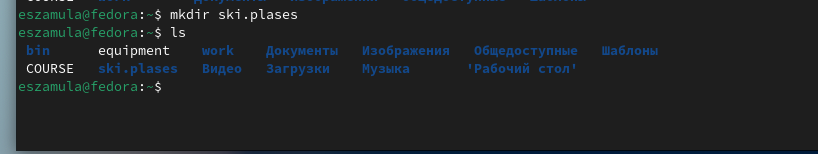 eszamula@fedora:~$ mkdir ski.plases
eszamula@fedora:~$ ls
bin equipment work Документы Изображения Общедоступные Шаблоны
COURSE ski.plases Видео Загрузки Музыка 'Рабочий стол'
eszamula@fedora:~$